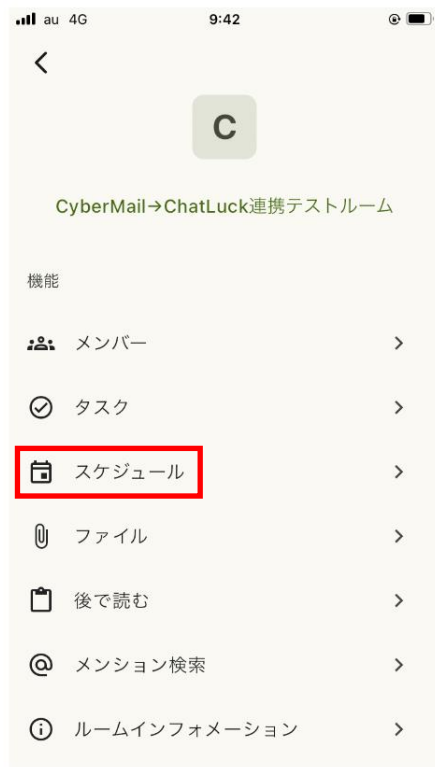 au 4G 9:42
C
CyberMail→ChatLuck連携テストルーム
機能
メンバー
タスク
スケジュール
ファイル
後で読む
メンション検索
ルームインフォメーション